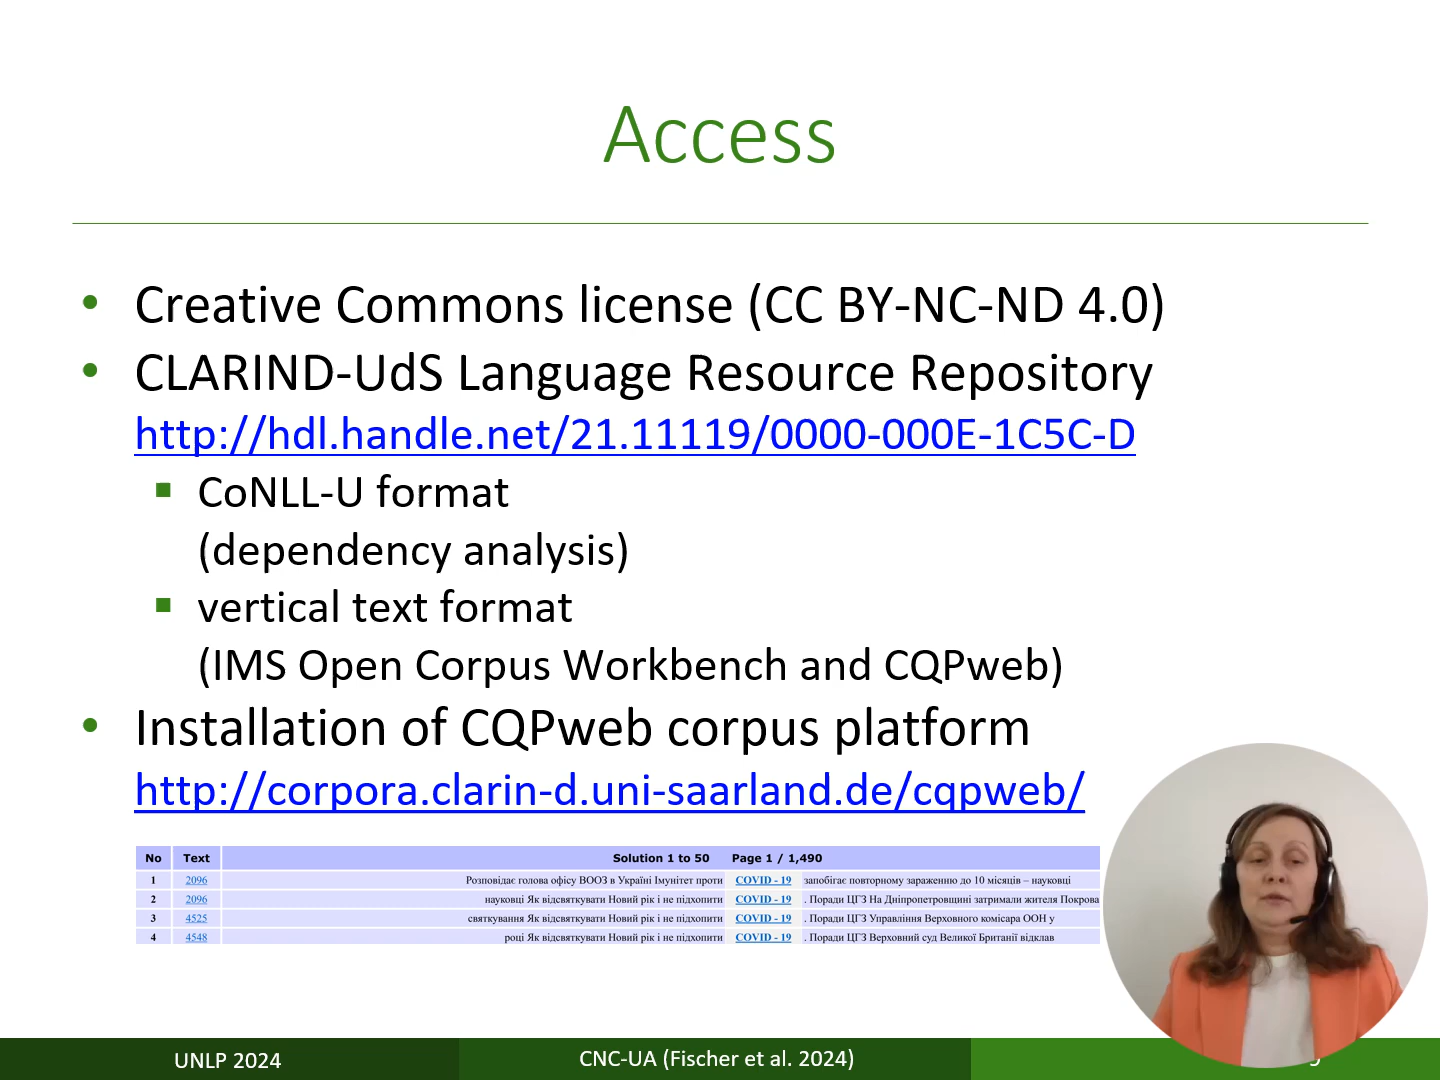 Access
• Creative Commons license (CC BY-NC-ND 4.0)
• CLARIND-UdS Language Resource Repository
http://hdl.handle.net/21.11119/0000-000E-1C5C-D
▪ CoNLL-U format
(dependency analysis)
▪ vertical text format
(IMS Open Corpus Workbench and CQPweb)
• Installation of CQPweb corpus platform
http://corpora.clarin-d.uni-saarland.de/cqpweb/
No Text Solution 1 to 50 Page 1 / 1,490
1 2096 Розповідає голова офісу ВООЗ в Україні Імунітет проти COVID - 19 запобігає повторному зараженню до 10 місяців – науковці
2 2096 науковці Як відсвяткувати Новий рік і не підхопити COVID - 19 . Поради ЦГЗ На Дніпропетровщині затримали жителя Покрова
3 4525 святкування Як відсвяткувати Новий рік і не підхопити COVID - 19 . Поради ЦГЗ Управління Верховного комісара ООН у
4 4548 році Як відсвяткувати Новий рік і не підхопити COVID - 19 . Поради ЦГЗ Верховний суд Великої Британії відклав
UNLP 2024 CNC-UA (Fischer et al. 2024)